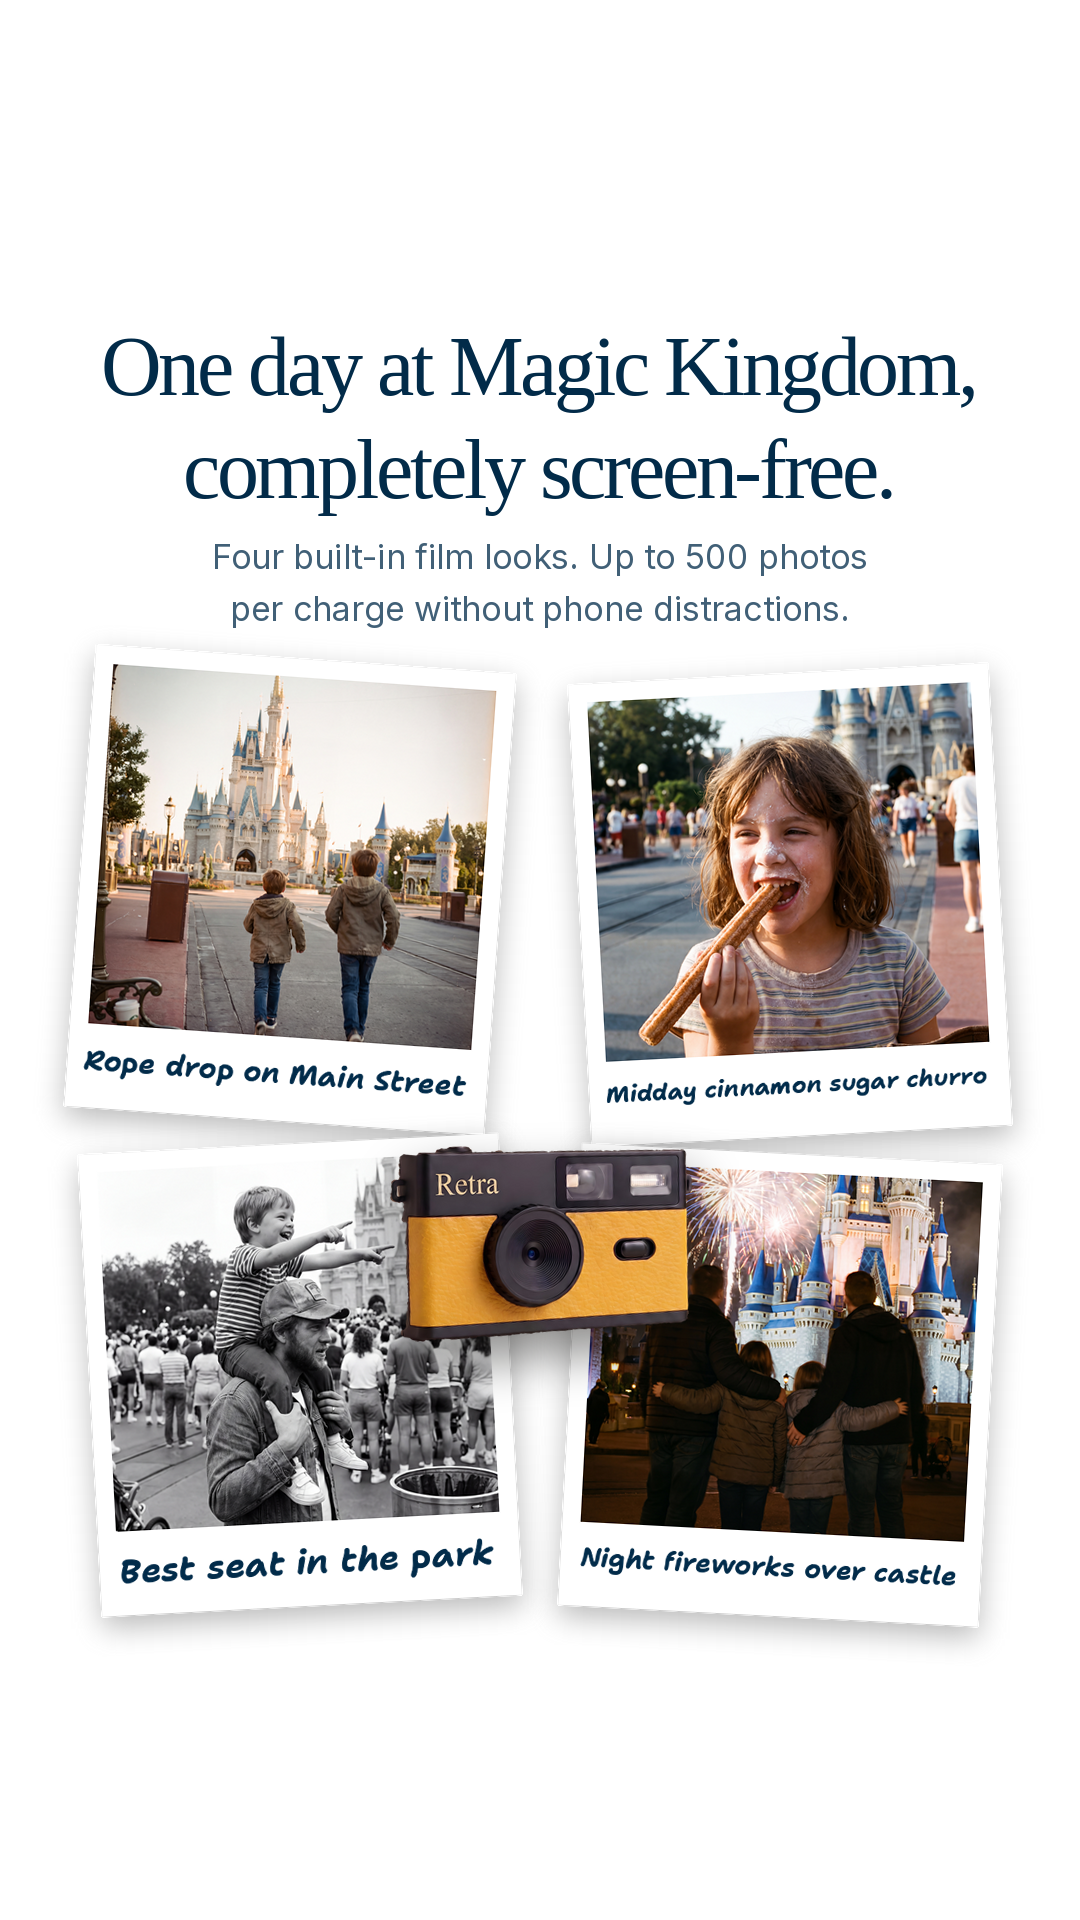 One day at Magic Kingdom,
completely screen-free.
Four built-in film looks. Up to 500 photos
per charge without phone distractions.
Rope drop on Main Street
Midday cinnamon sugar churro
Retra
Best seat in the park
Night fireworks over castle